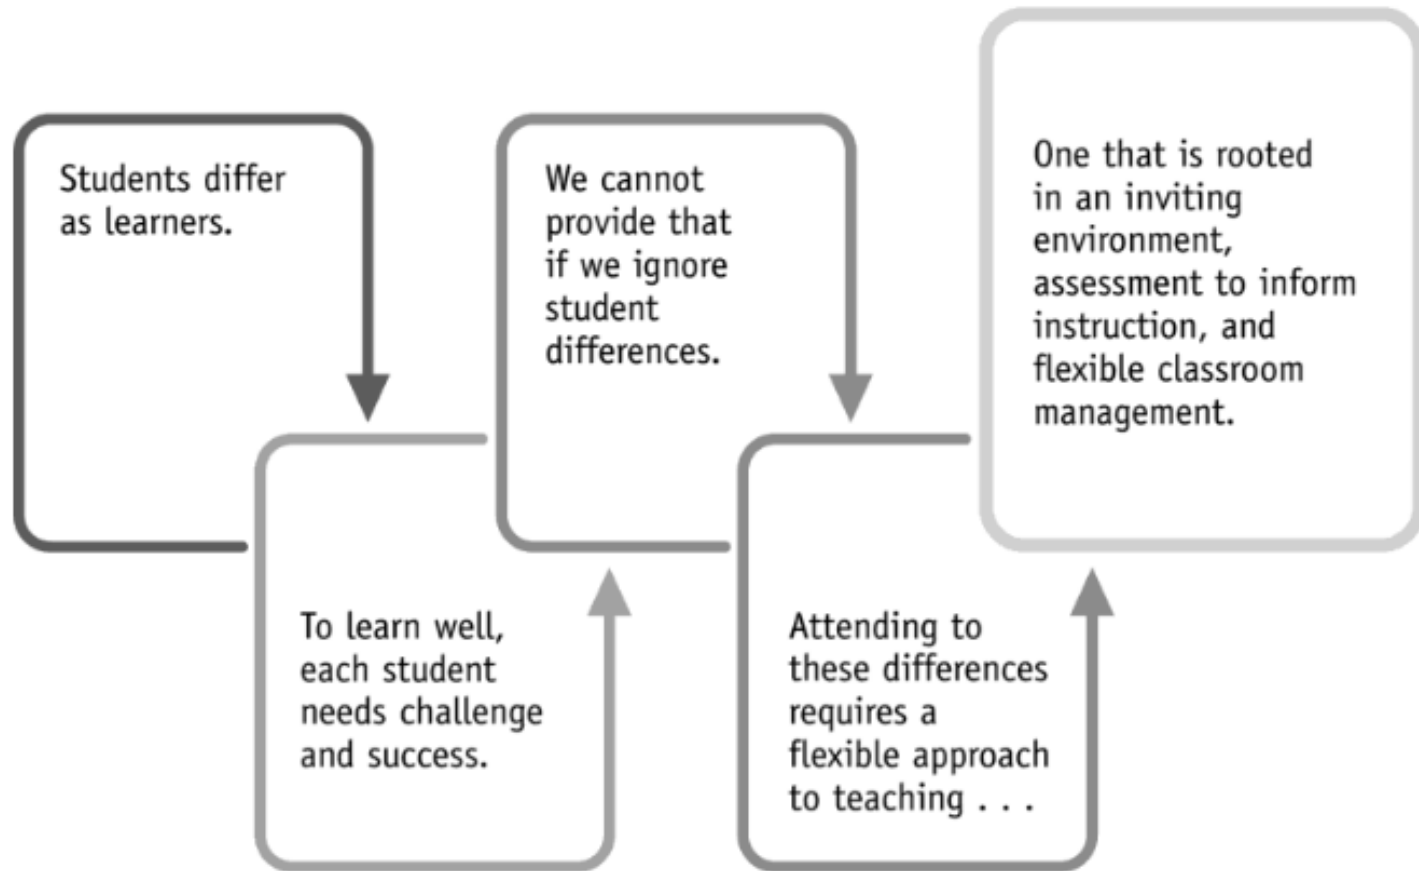 Students differ
as learners.
To learn well,
each student
needs challenge
and success.
We cannot
provide that
if we ignore
student
differences.
Attending to
these differences
requires a
flexible approach
to teaching . . .
One that is rooted
in an inviting
environment,
assessment to inform
instruction, and
flexible classroom
management.